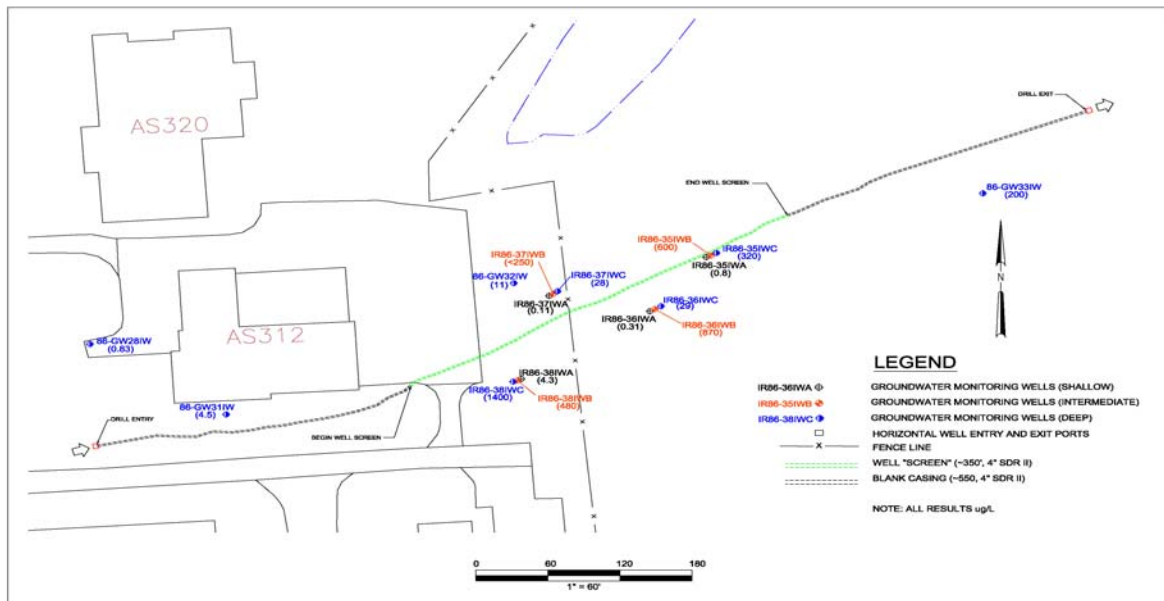 AS320
DRILL EXIT
END WELL SCREEN
86-GW33IW
(200)
N
IR86-35IWB
(600)
IR86-35IWC
(320)
IR86-35IWA
(0.8)
IR86-37IWB
(<250)
86-GW32IW
(11)
IR86-37IWC
(28)
IR86-37IWA
(0.11)
IR86-36IWC
(29)
IR86-36IWA
(0.31)
IR86-36IWB
(870)
AS312
86-GW28IW
(0.83)
IR86-38IWA
(4.3)
IR86-38IWC
(1400)
IR86-38IWB
(480)
86-GW31IW
(4.5)
DRILL ENTRY
BEGIN WELL SCREEN
LEGEND
IR86-36IWA GROUNDWATER MONITORING WELLS (SHALLOW)
IR86-35IWB GROUNDWATER MONITORING WELLS (INTERMEDIATE)
IR86-38IWC GROUNDWATER MONITORING WELLS (DEEP)
HORIZONTAL WELL ENTRY AND EXIT PORTS
X FENCE LINE
WELL "SCREEN" (~350', 4" SDR II)
BLANK CASING (~550, 4" SDR II)
NOTE: ALL RESULTS ug/L
0 60 120 180
1" = 60'